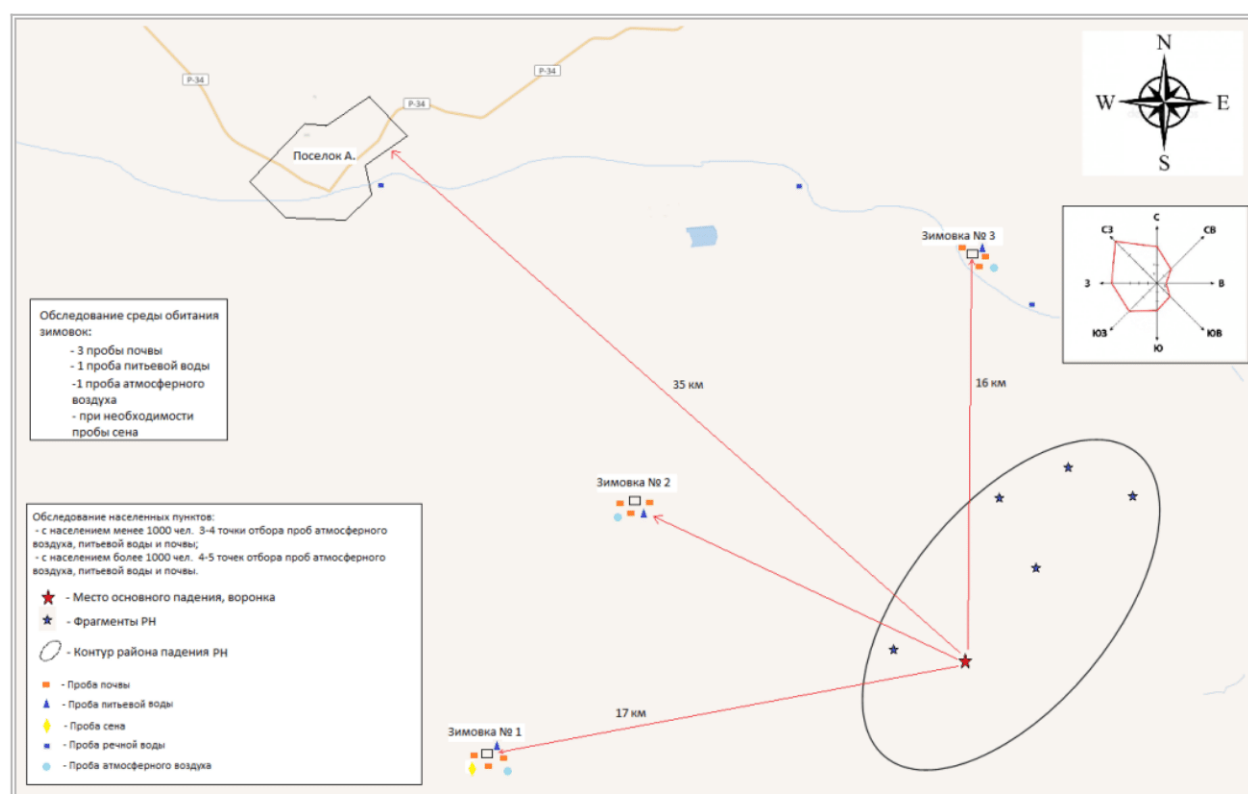 Р-34
Р-34
Р-34
Поселок А.
N
W
E
S
Зимовка № 3
С
СЗ
СВ
З
В
ЮЗ
ЮВ
Ю
Обследование среды обитания
зимовок:
- 3 пробы почвы
- 1 проба питьевой воды
-1 проба атмосферного
воздуха
- при необходимости
пробы сена
35 км
16 км
Зимовка № 2
Обследование населенных пунктов:
- с населением менее 1000 чел. 3-4 точки отбора проб атмосферного
воздуха, питьевой воды и почвы;
- с населением более 1000 чел. 4-5 точек отбора проб атмосферного
воздуха, питьевой воды и почвы.
- Место основного падения, воронка
- Фрагменты РН
- Контур района падения РН
- Проба почвы
- Проба питьевой воды
- Проба сена
- Проба речной воды
- Проба атмосферного воздуха
17 км
Зимовка № 1